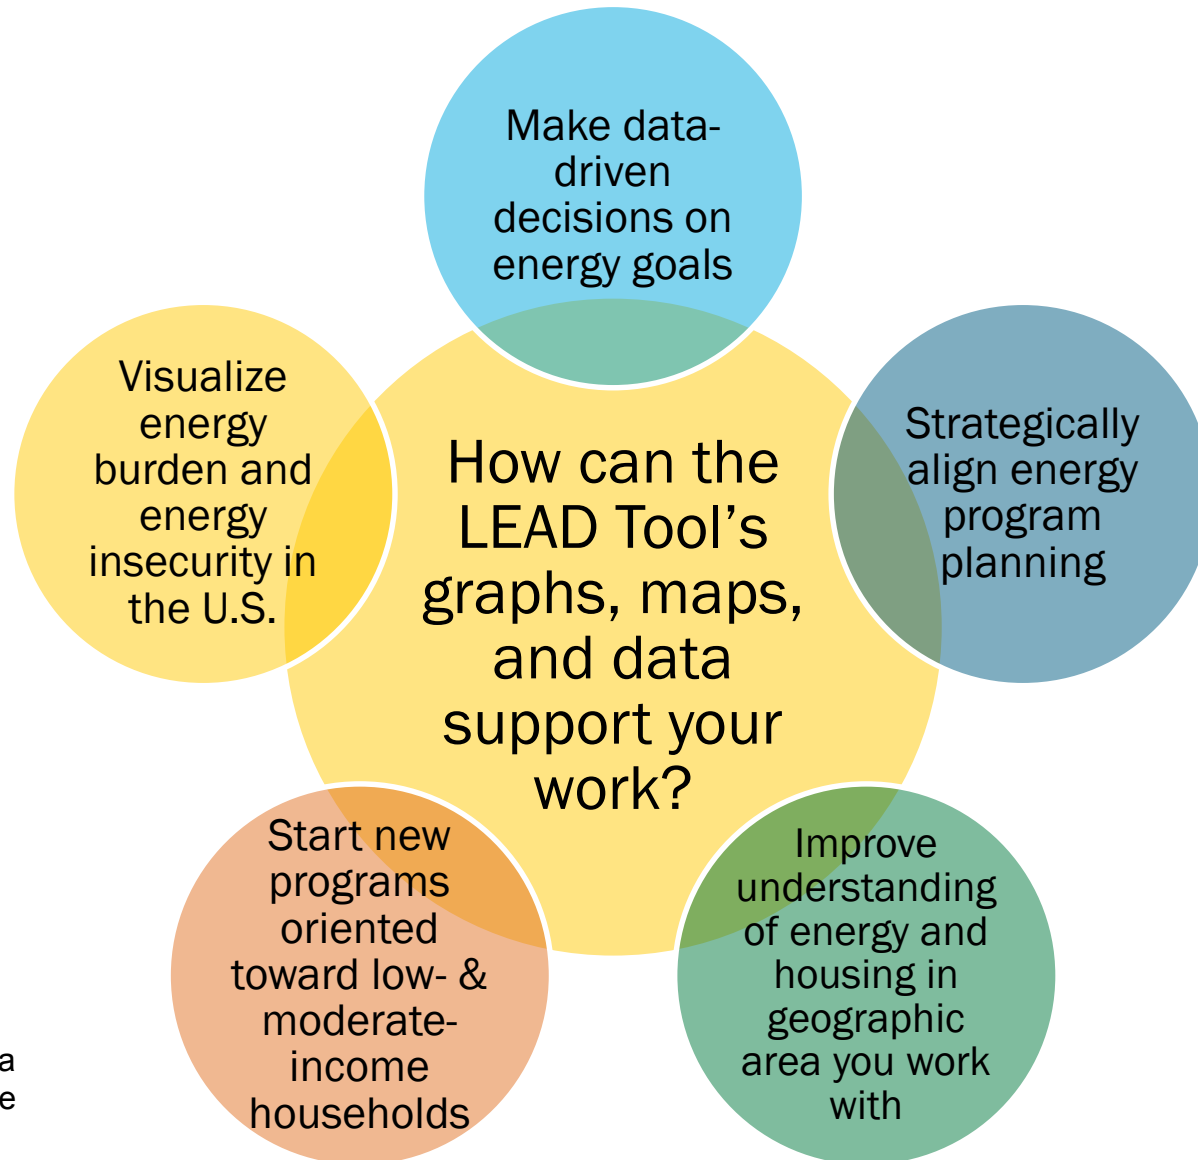 Make data-
driven
decisions on
energy goals
Visualize
energy
burden and
energy
insecurity in
the U.S.
How can the
LEAD Tool’s
graphs, maps,
and data
support your
work?
Strategically
align energy
program
planning
Start new
programs
oriented
toward low- &
moderate-
income
households
Improve
understanding
of energy and
housing in
geographic
area you work
with
a
e